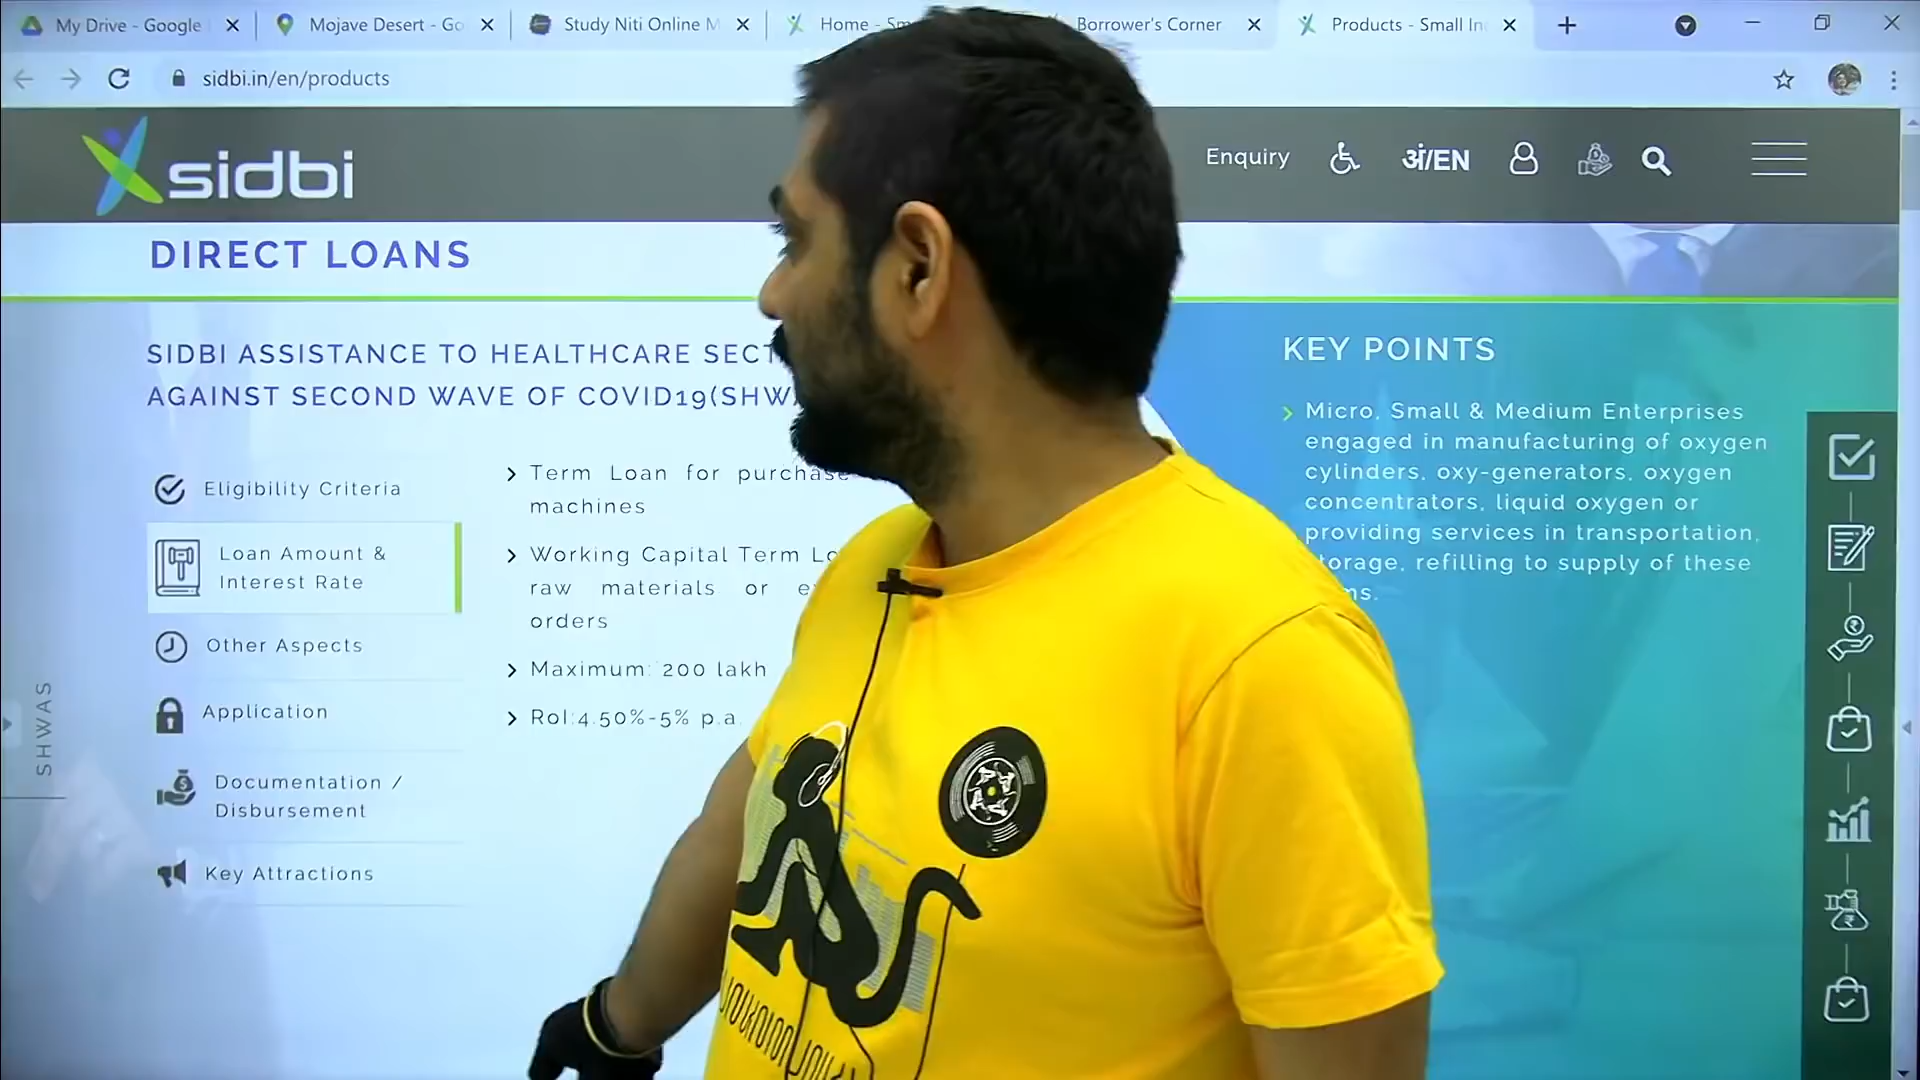 My Drive - Google
Mojave Desert - Go
Study Niti Online M
Home - Sm
Borrower's Corner
Products - Small In
sidbi.in/en/products
sidbi
Enquiry
अं/EN
DIRECT LOANS
SIDBI ASSISTANCE TO HEALTHCARE
AGAINST SECOND WAVE OF COVID19
Eligibility Criteria
Loan Amount &
Interest Rate
Other Aspects
Application
Documentation /
Disbursement
Key Attractions
SHWAS
Term Loan for purchase
machines
Working Capital Term
raw materials or
orders
Maximum: 200 lakh
RoI:4.50%-5% p.a.
KEY POINTS
Micro, Small & Medium Enterprises
engaged in manufacturing of oxygen
cylinders, oxy-generators, oxygen
concentrators, liquid oxygen or
providing services in transportation,
refilling to supply of these